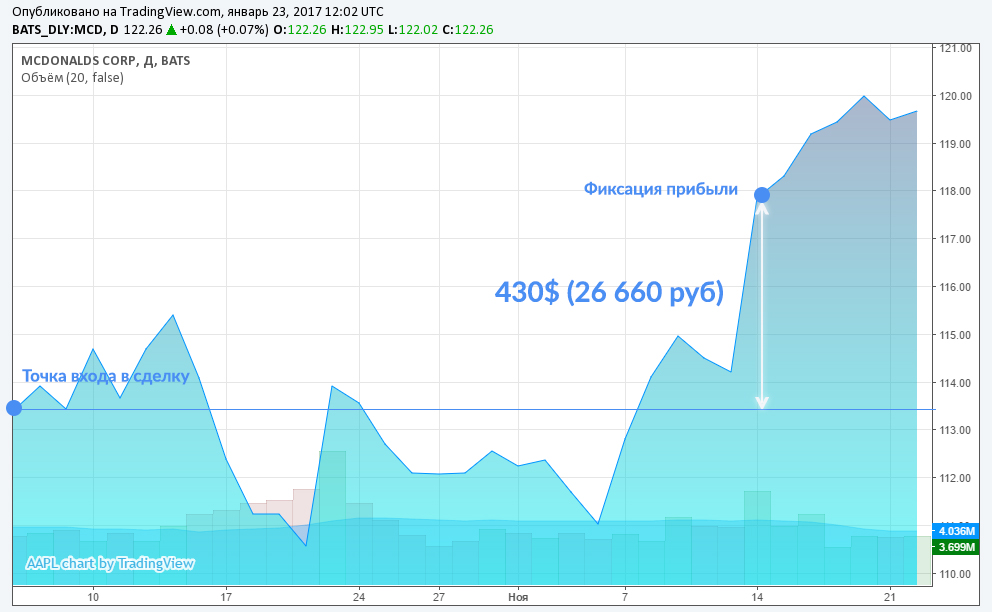 Опубликовано на TradingView.com, январь 23, 2017 12:02 UTC
BATS_DLY:MCD, D 122.26 ▲ +0.08 (+0.07%) O:122.26 H:122.95 L:122.02 C:122.26
MCDONALDS CORP, Д, BATS
Объём (20, false)
121.00
120.00
119.00
Фиксация прибыли
118.00
117.00
430$ (26 660 руб)
116.00
115.00
Точка входа в сделку
114.00
113.00
112.00
4.036M
3.699M
AAPL chart by TradingView
110.00
10 17 24 27 Ноя 7 14 21